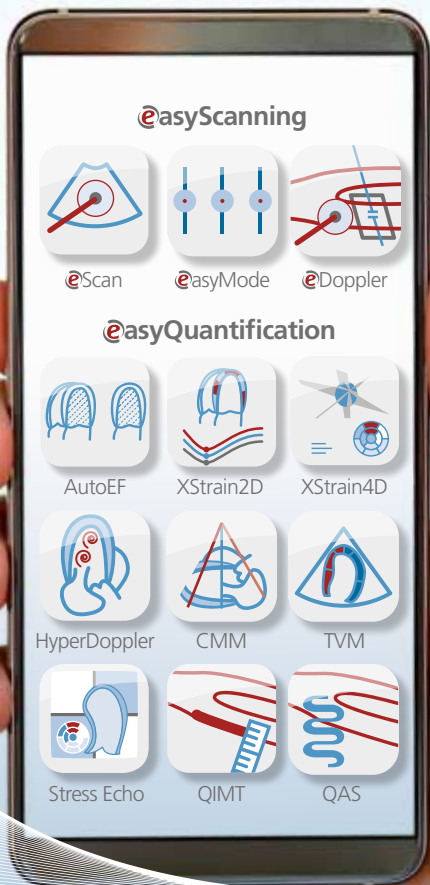 easyScanning
eScan easyMode eDoppler
easyQuantification
AutoEF XStrain2D XStrain4D
HyperDoppler CMM TVM
Stress Echo QIMT QAS